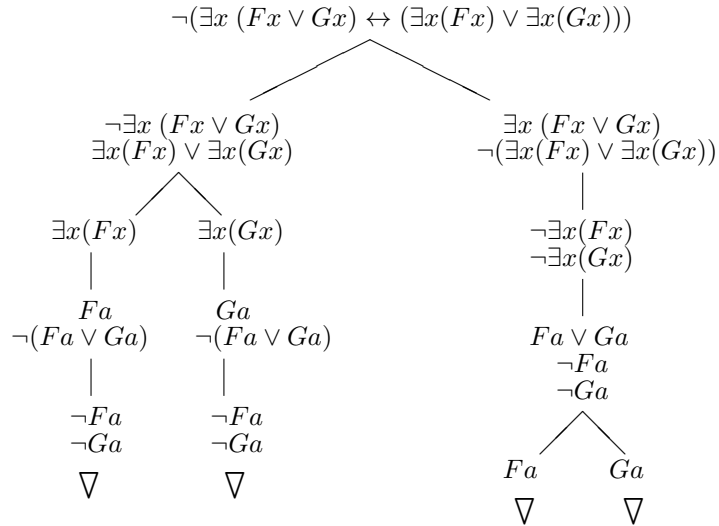 ¬(∃x (Fx ∨ Gx) ↔ (∃x(Fx) ∨ ∃x(Gx)))
¬∃x (Fx ∨ Gx)
∃x(Fx) ∨ ∃x(Gx)
∃x (Fx ∨ Gx)
¬(∃x(Fx) ∨ ∃x(Gx))
∃x(Fx)
∃x(Gx)
¬∃x(Fx)
¬∃x(Gx)
Fa
¬(Fa ∨ Ga)
Ga
¬(Fa ∨ Ga)
Fa ∨ Ga
¬Fa
¬Ga
¬Fa
¬Ga
▽
¬Fa
¬Ga
▽
Fa
▽
Ga
▽